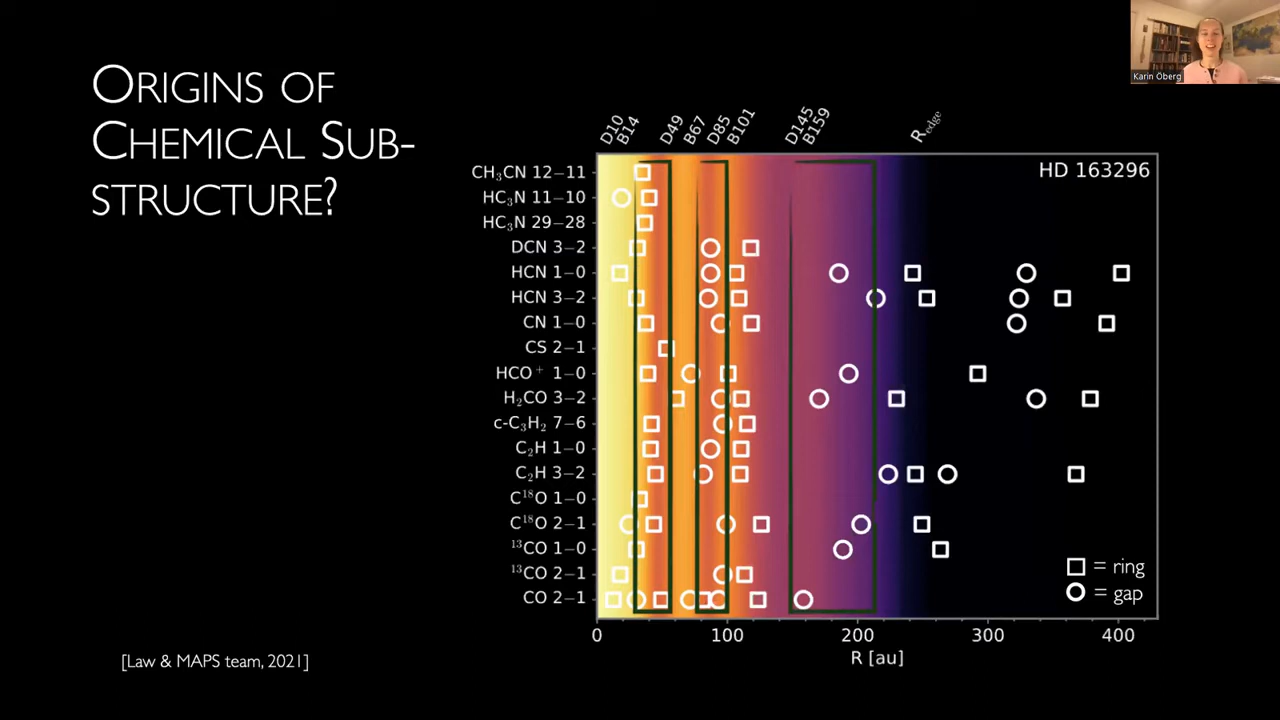 ORIGINS OF
CHEMICAL SUB-
STRUCTURE?
Karin Öberg
D10
B14
D49
B67
D85
B101
D145
B159
R_edge
HD 163296
CH₃CN 12−11
HC₃N 11−10
HC₃N 29−28
DCN 3−2
HCN 1−0
HCN 3−2
CN 1−0
CS 2−1
HCO⁺ 1−0
H₂CO 3−2
c-C₃H₂ 7−6
C₂H 1−0
C₂H 3−2
C¹⁸O 1−0
C¹⁸O 2−1
¹³CO 1−0
¹³CO 2−1
CO 2−1
= ring
= gap
0 100 200 300 400
R [au]
[Law & MAPS team, 2021]